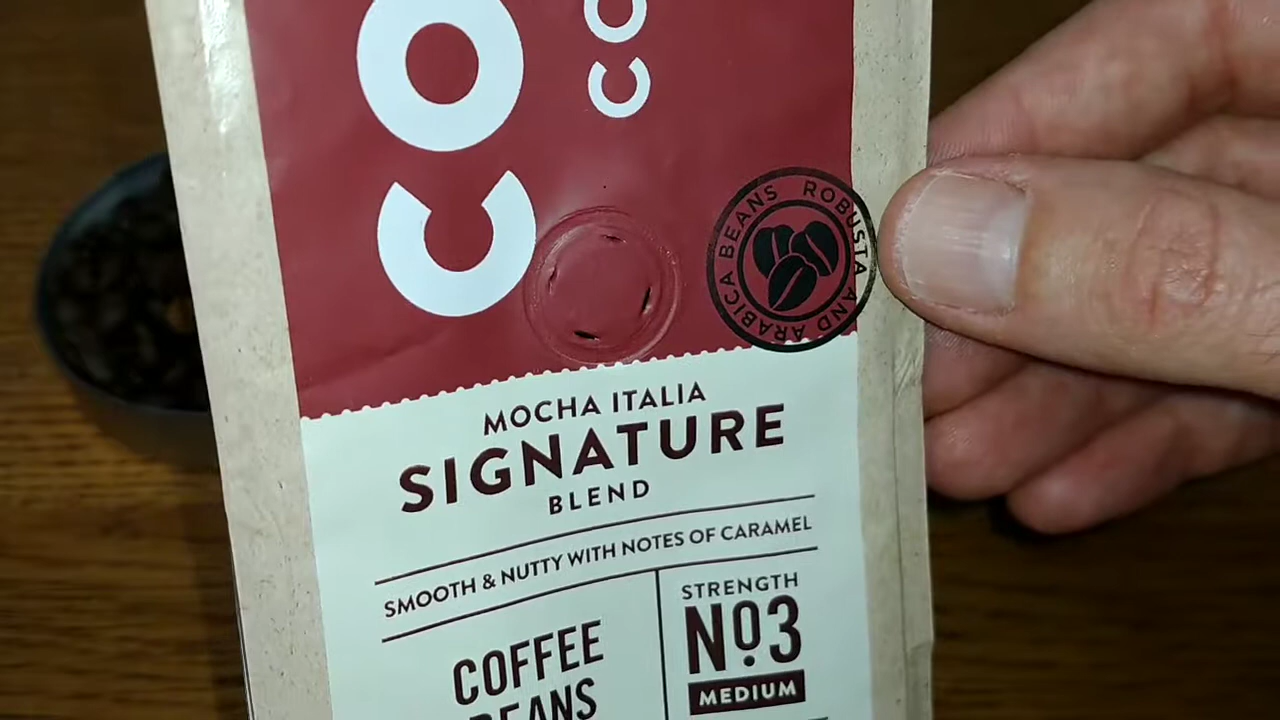 CO
CO
ROBUSTA AND ARABICA BEANS
MOCHA ITALIA
SIGNATURE
BLEND
SMOOTH & NUTTY WITH NOTES OF CARAMEL
COFFEE
BEANS
STRENGTH
Nº3
MEDIUM